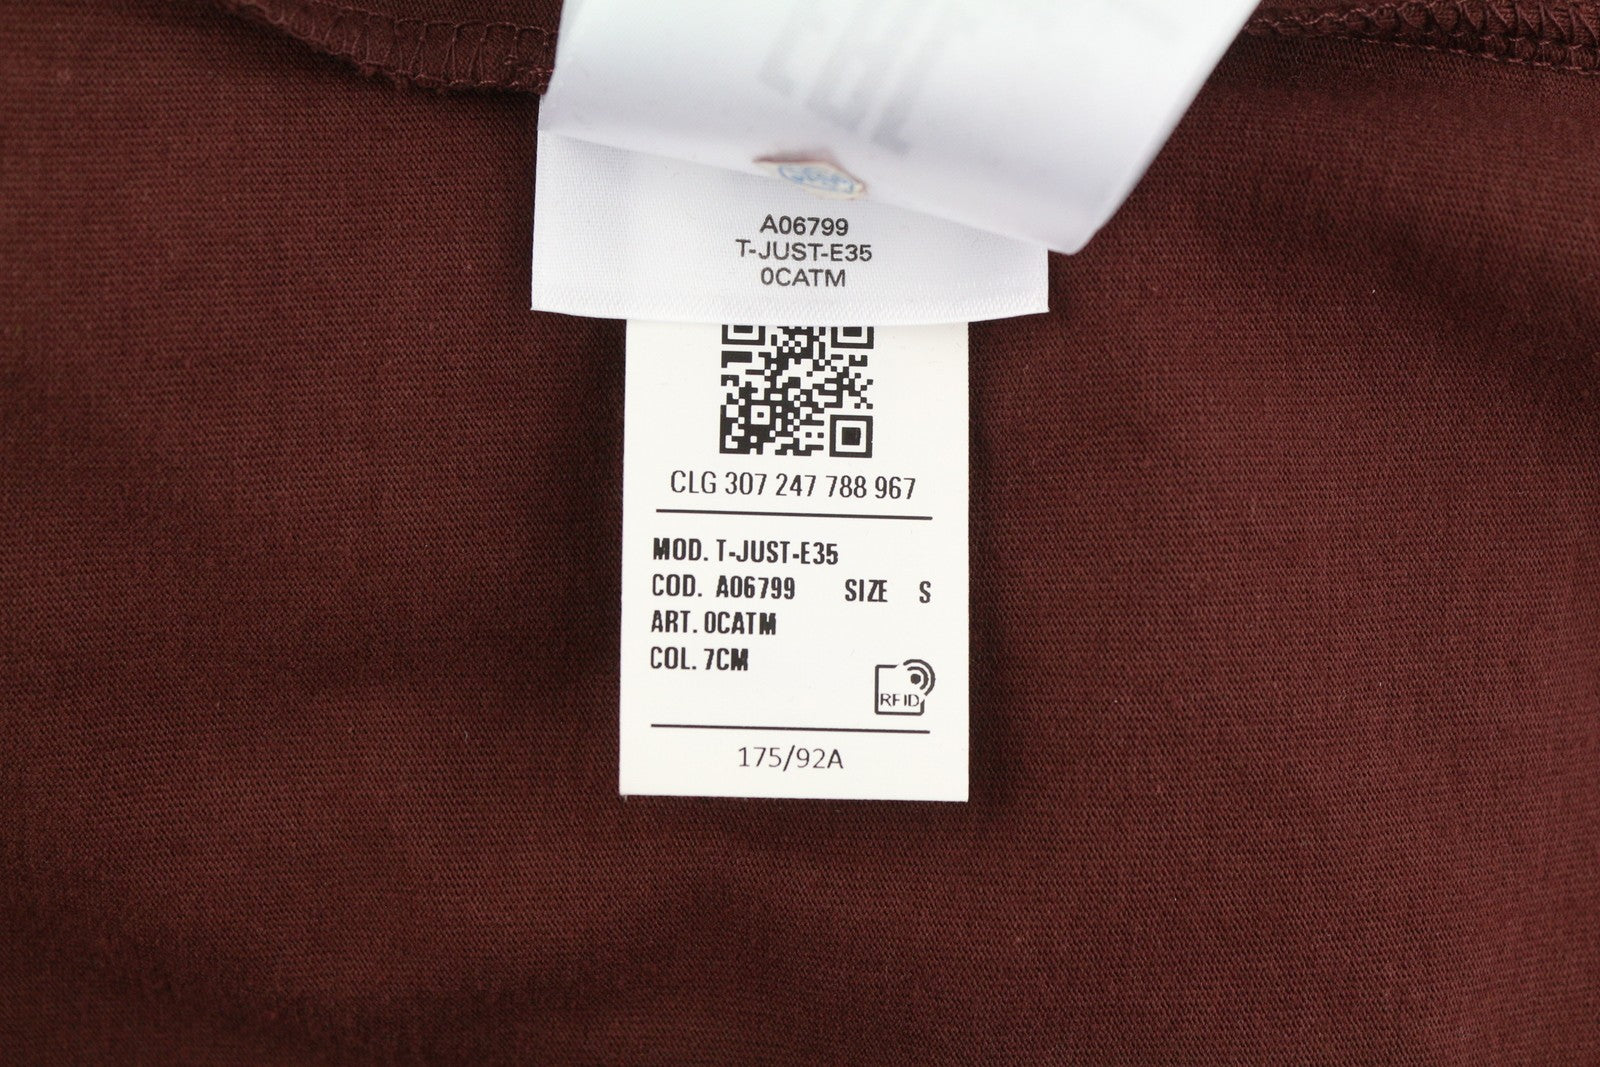 A06799
T-JUST-E35
0CATM
CLG 307 247 788 967
MOD. T-JUST-E35
COD. A06799 SIZE S
ART. 0CATM
COL. 7CM
RFID
175/92A